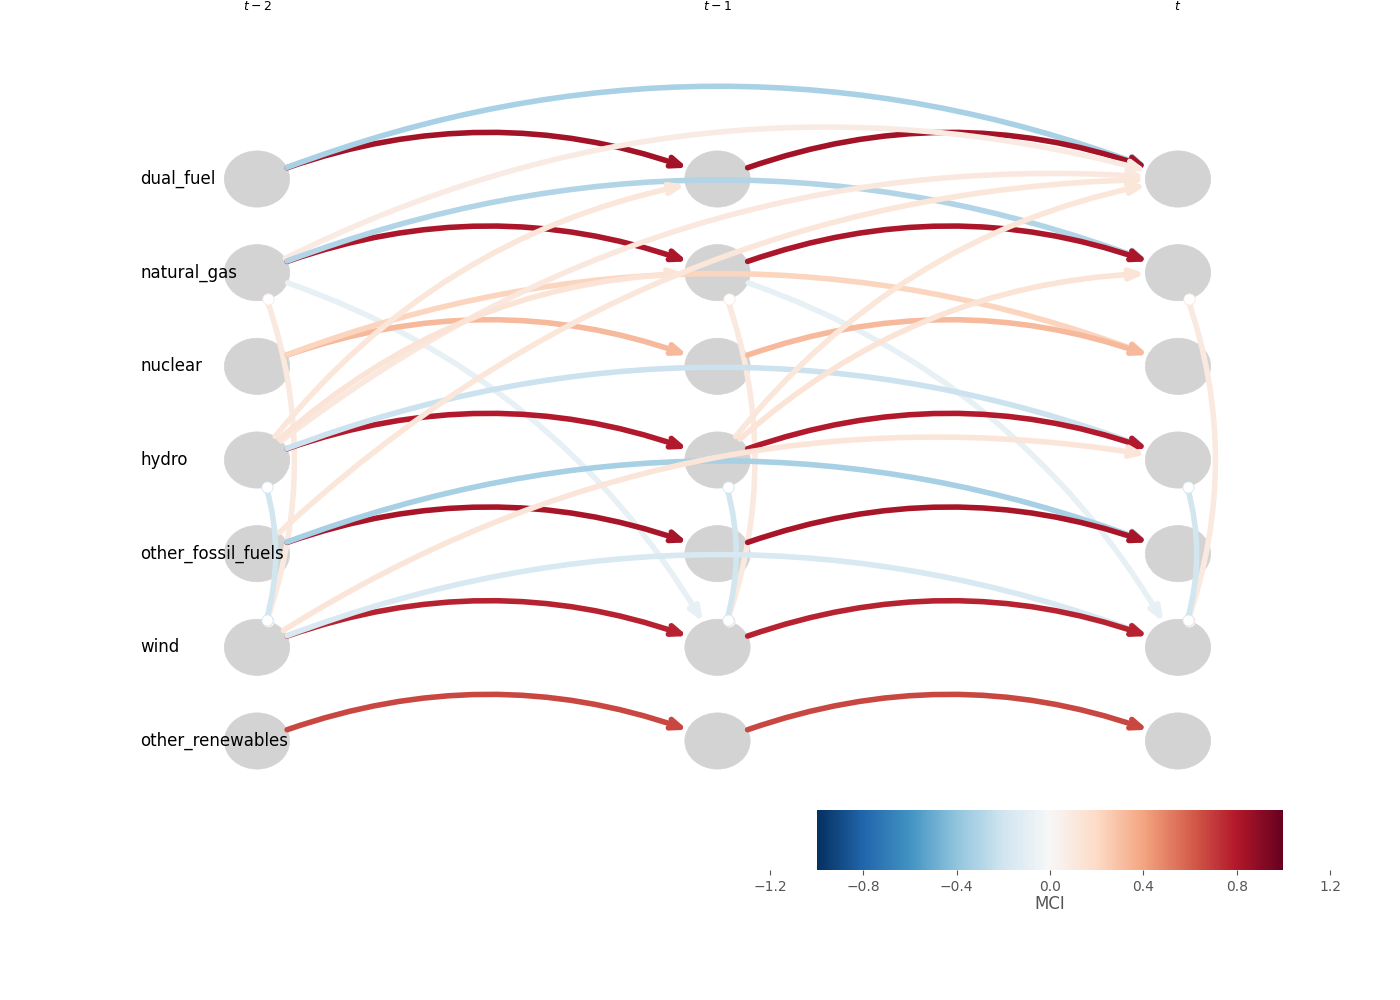 t − 2 t − 1 t
dual_fuel
natural_gas
nuclear
hydro
other_fossil_fuels
wind
other_renewables
−1.2 −0.8 −0.4 0.0 0.4 0.8 1.2
MCI